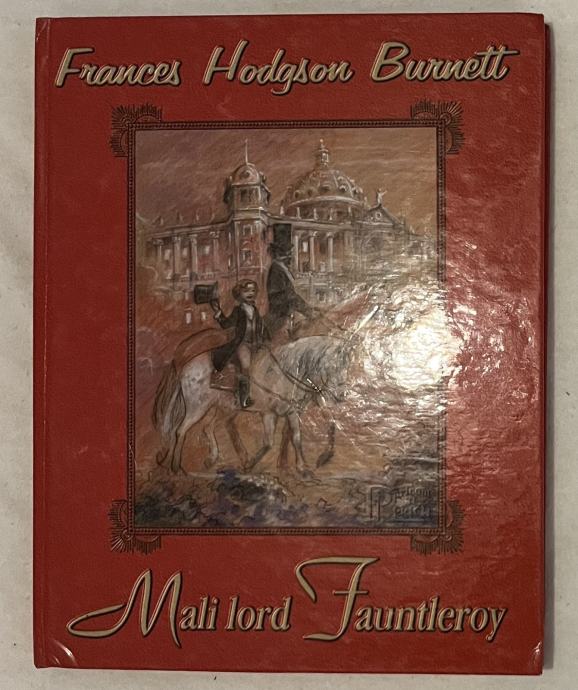 Frances Hodgson Burnett
Mali lord Fauntleroy